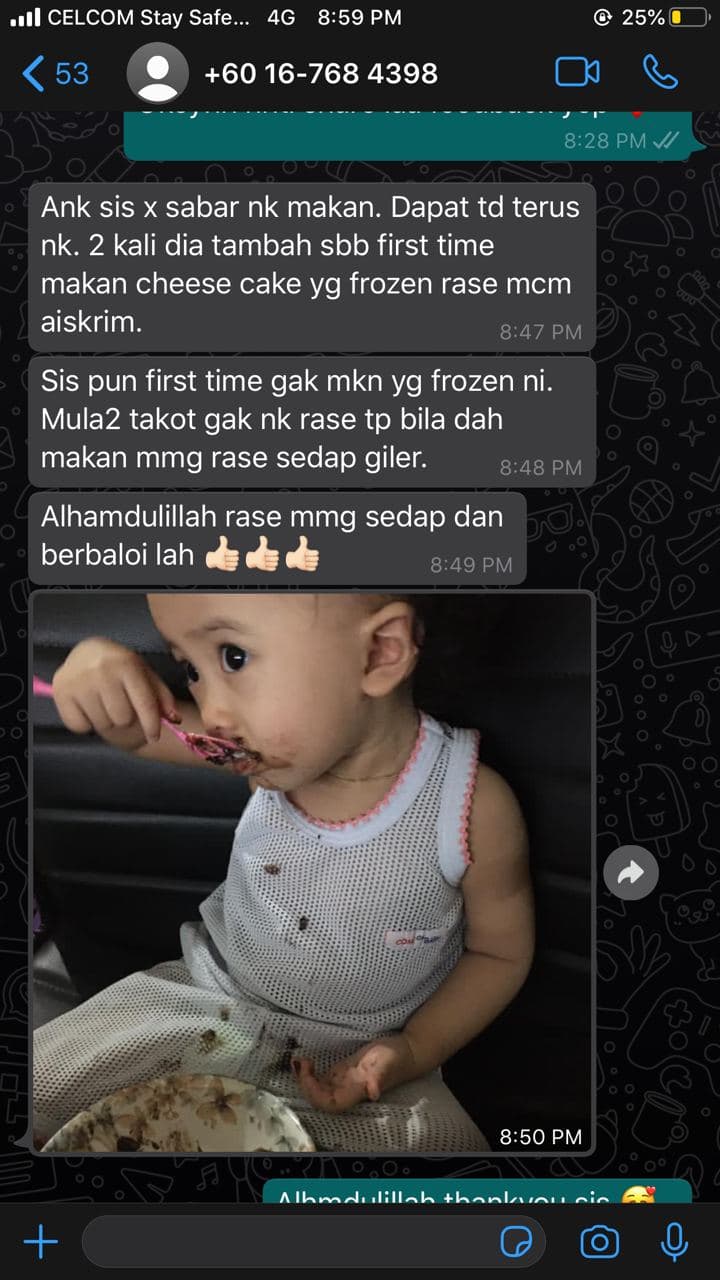 CELCOM Stay Safe... 4G 8:59 PM 25%
53 +60 16-768 4398
8:28 PM
Ank sis x sabar nk makan. Dapat td terus
nk. 2 kali dia tambah sbb first time
makan cheese cake yg frozen rase mcm
aiskrim.
8:47 PM
Sis pun first time gak mkn yg frozen ni.
Mula2 takot gak nk rase tp bila dah
makan mmg rase sedap giler.
8:48 PM
Alhamdulillah rase mmg sedap dan
berbaloi lah 👍🏻👍🏻👍🏻
8:49 PM
8:50 PM
Alhmdulillah thankyou sis 🥰